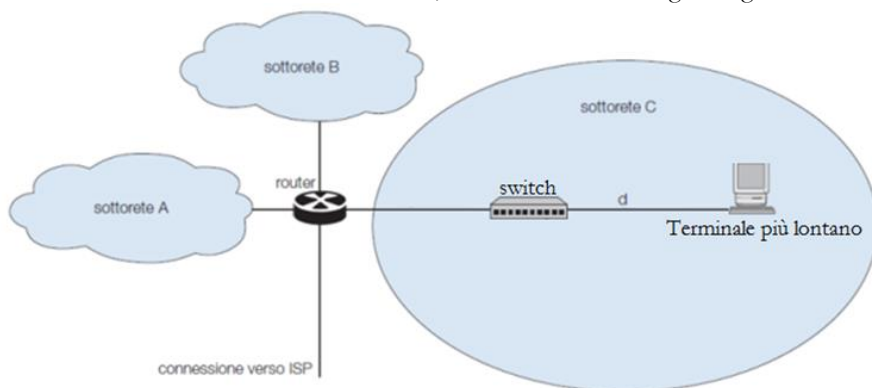 sottorete B
sottorete C
router
switch
sottorete A
d
Terminale più lontano
connessione verso ISP